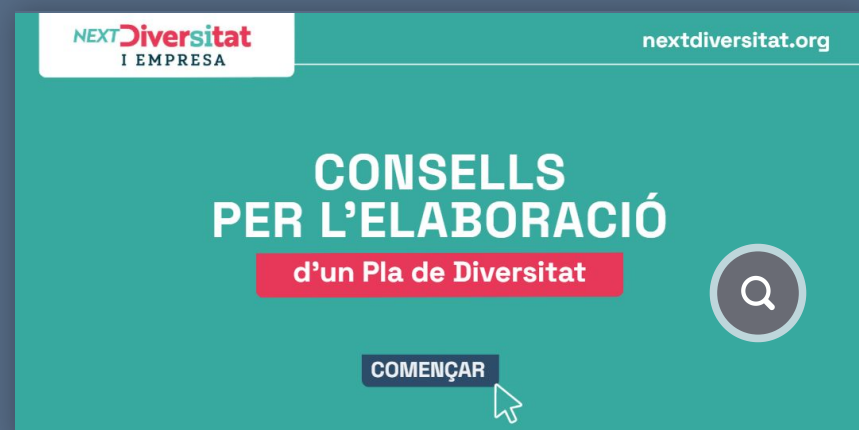 NEXT Diversitat
I EMPRESA
nextdiversitat.org
CONSELLS
PER L'ELABORACIÓ
d'un Pla de Diversitat
COMENÇAR